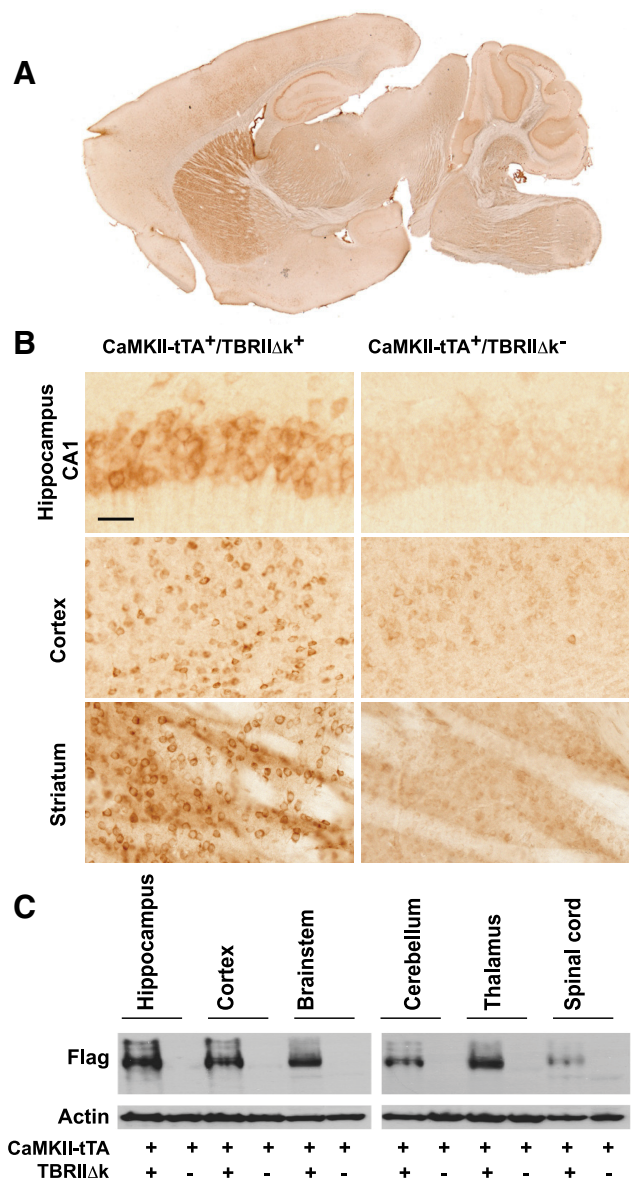 A
B
CaMKII-tTA+/TBRIIΔk+ CaMKII-tTA+/TBRIIΔk-
Hippocampus
CA1
Cortex
Striatum
C
Hippocampus Cortex Brainstem Cerebellum Thalamus Spinal cord
Flag
Actin
CaMKII-tTA + + + + + + + + + + + +
TBRIIΔk + - + - + - + - + - + -